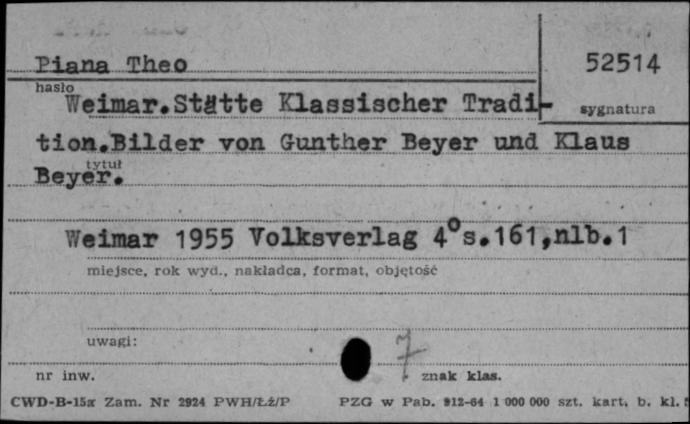 Piana Theo
52514
hasło
Weimar.Stätte Klassischer Tradi-
sygnatura
tion.Bilder von Gunther Beyer und Klaus
tytuł
Beyer.
Weimar 1955 Volksverlag 4° s.161,nlb.1
miejsce, rok wyd., nakładca, format, objętość
uwagi:
7
nr inw.
znak klas.
CWD-B-15x Zam. Nr 2924 PWH/Łż/P PZG w Pab. 912-64 1 000 000 szt. kart. b. kl.